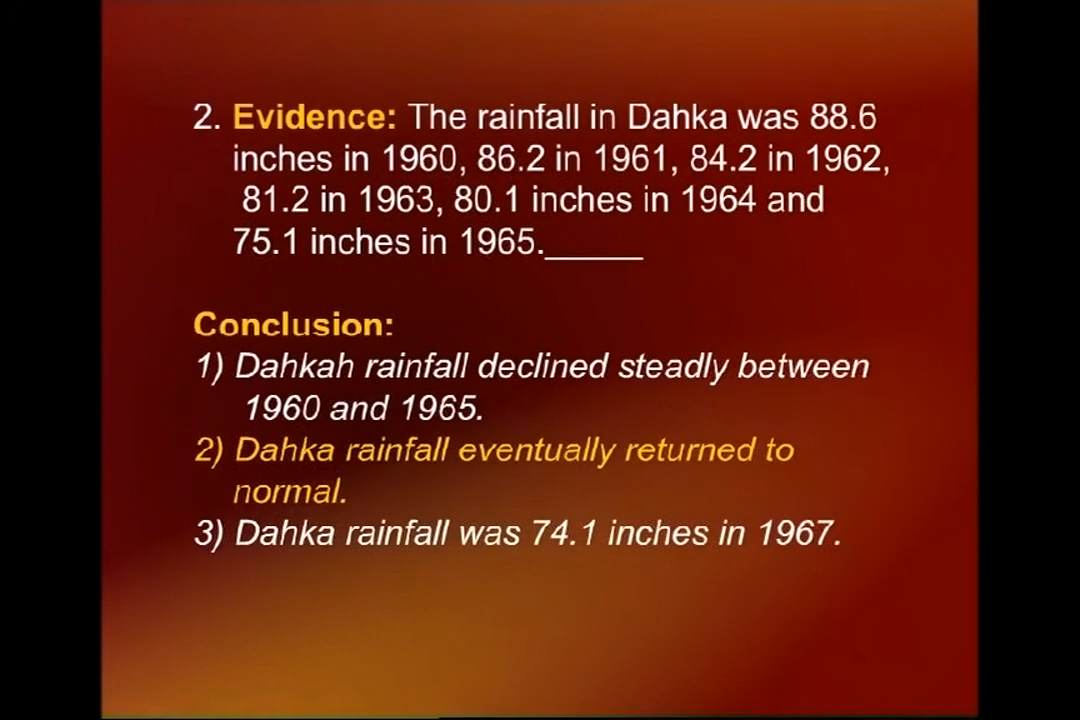 2. Evidence: The rainfall in Dahka was 88.6
inches in 1960, 86.2 in 1961, 84.2 in 1962,
81.2 in 1963, 80.1 inches in 1964 and
75.1 inches in 1965._____
Conclusion:
1) Dahkah rainfall declined steadily between
1960 and 1965.
2) Dahka rainfall eventually returned to
normal.
3) Dahka rainfall was 74.1 inches in 1967.